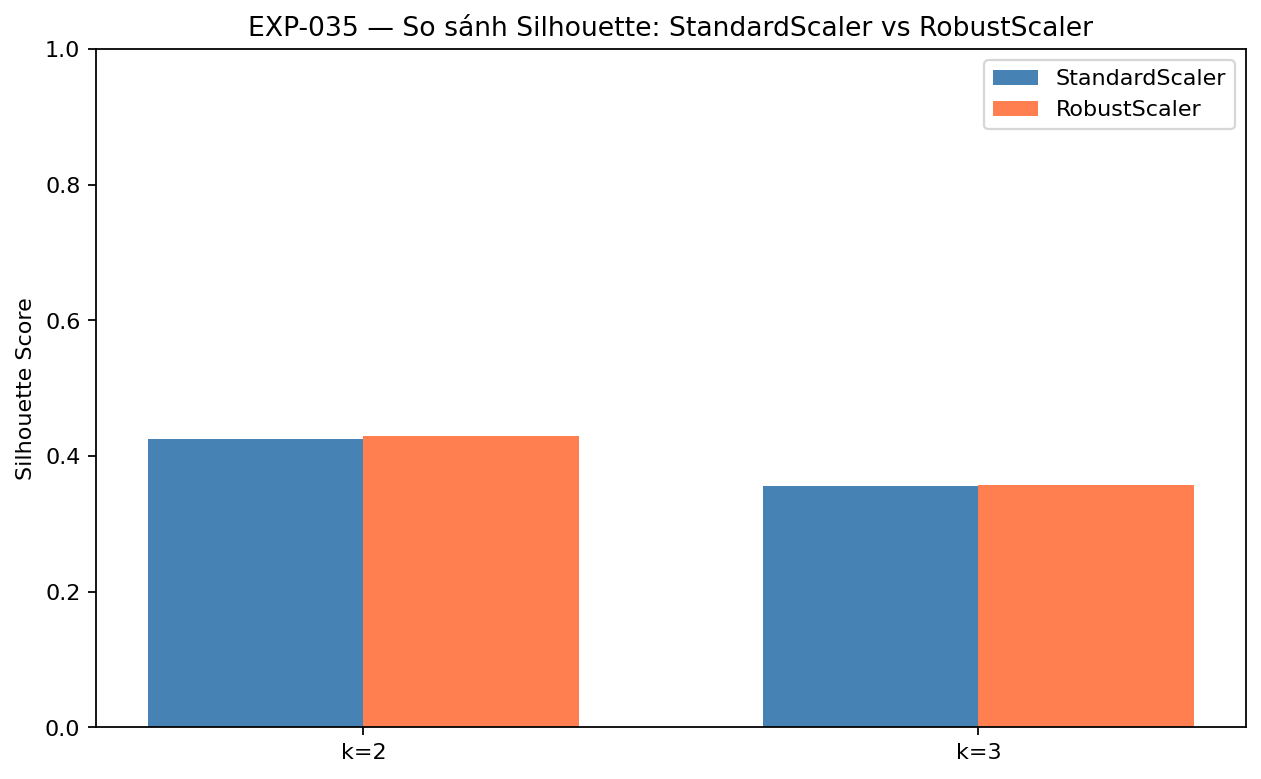 EXP-035 — So sánh Silhouette: StandardScaler vs RobustScaler
StandardScaler
RobustScaler
Silhouette Score
1.0
0.8
0.6
0.4
0.2
0.0
k=2
k=3